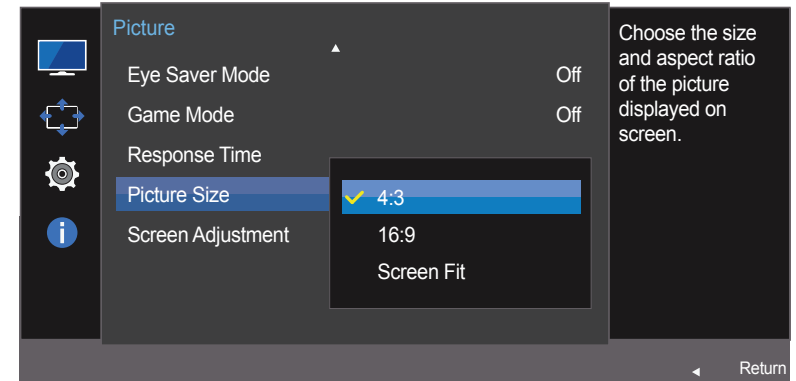 Picture
Eye Saver Mode Off
Game Mode Off
Response Time
Picture Size
4:3
Screen Adjustment
16:9
Screen Fit
Choose the size
and aspect ratio
of the picture
displayed on
screen.
Return